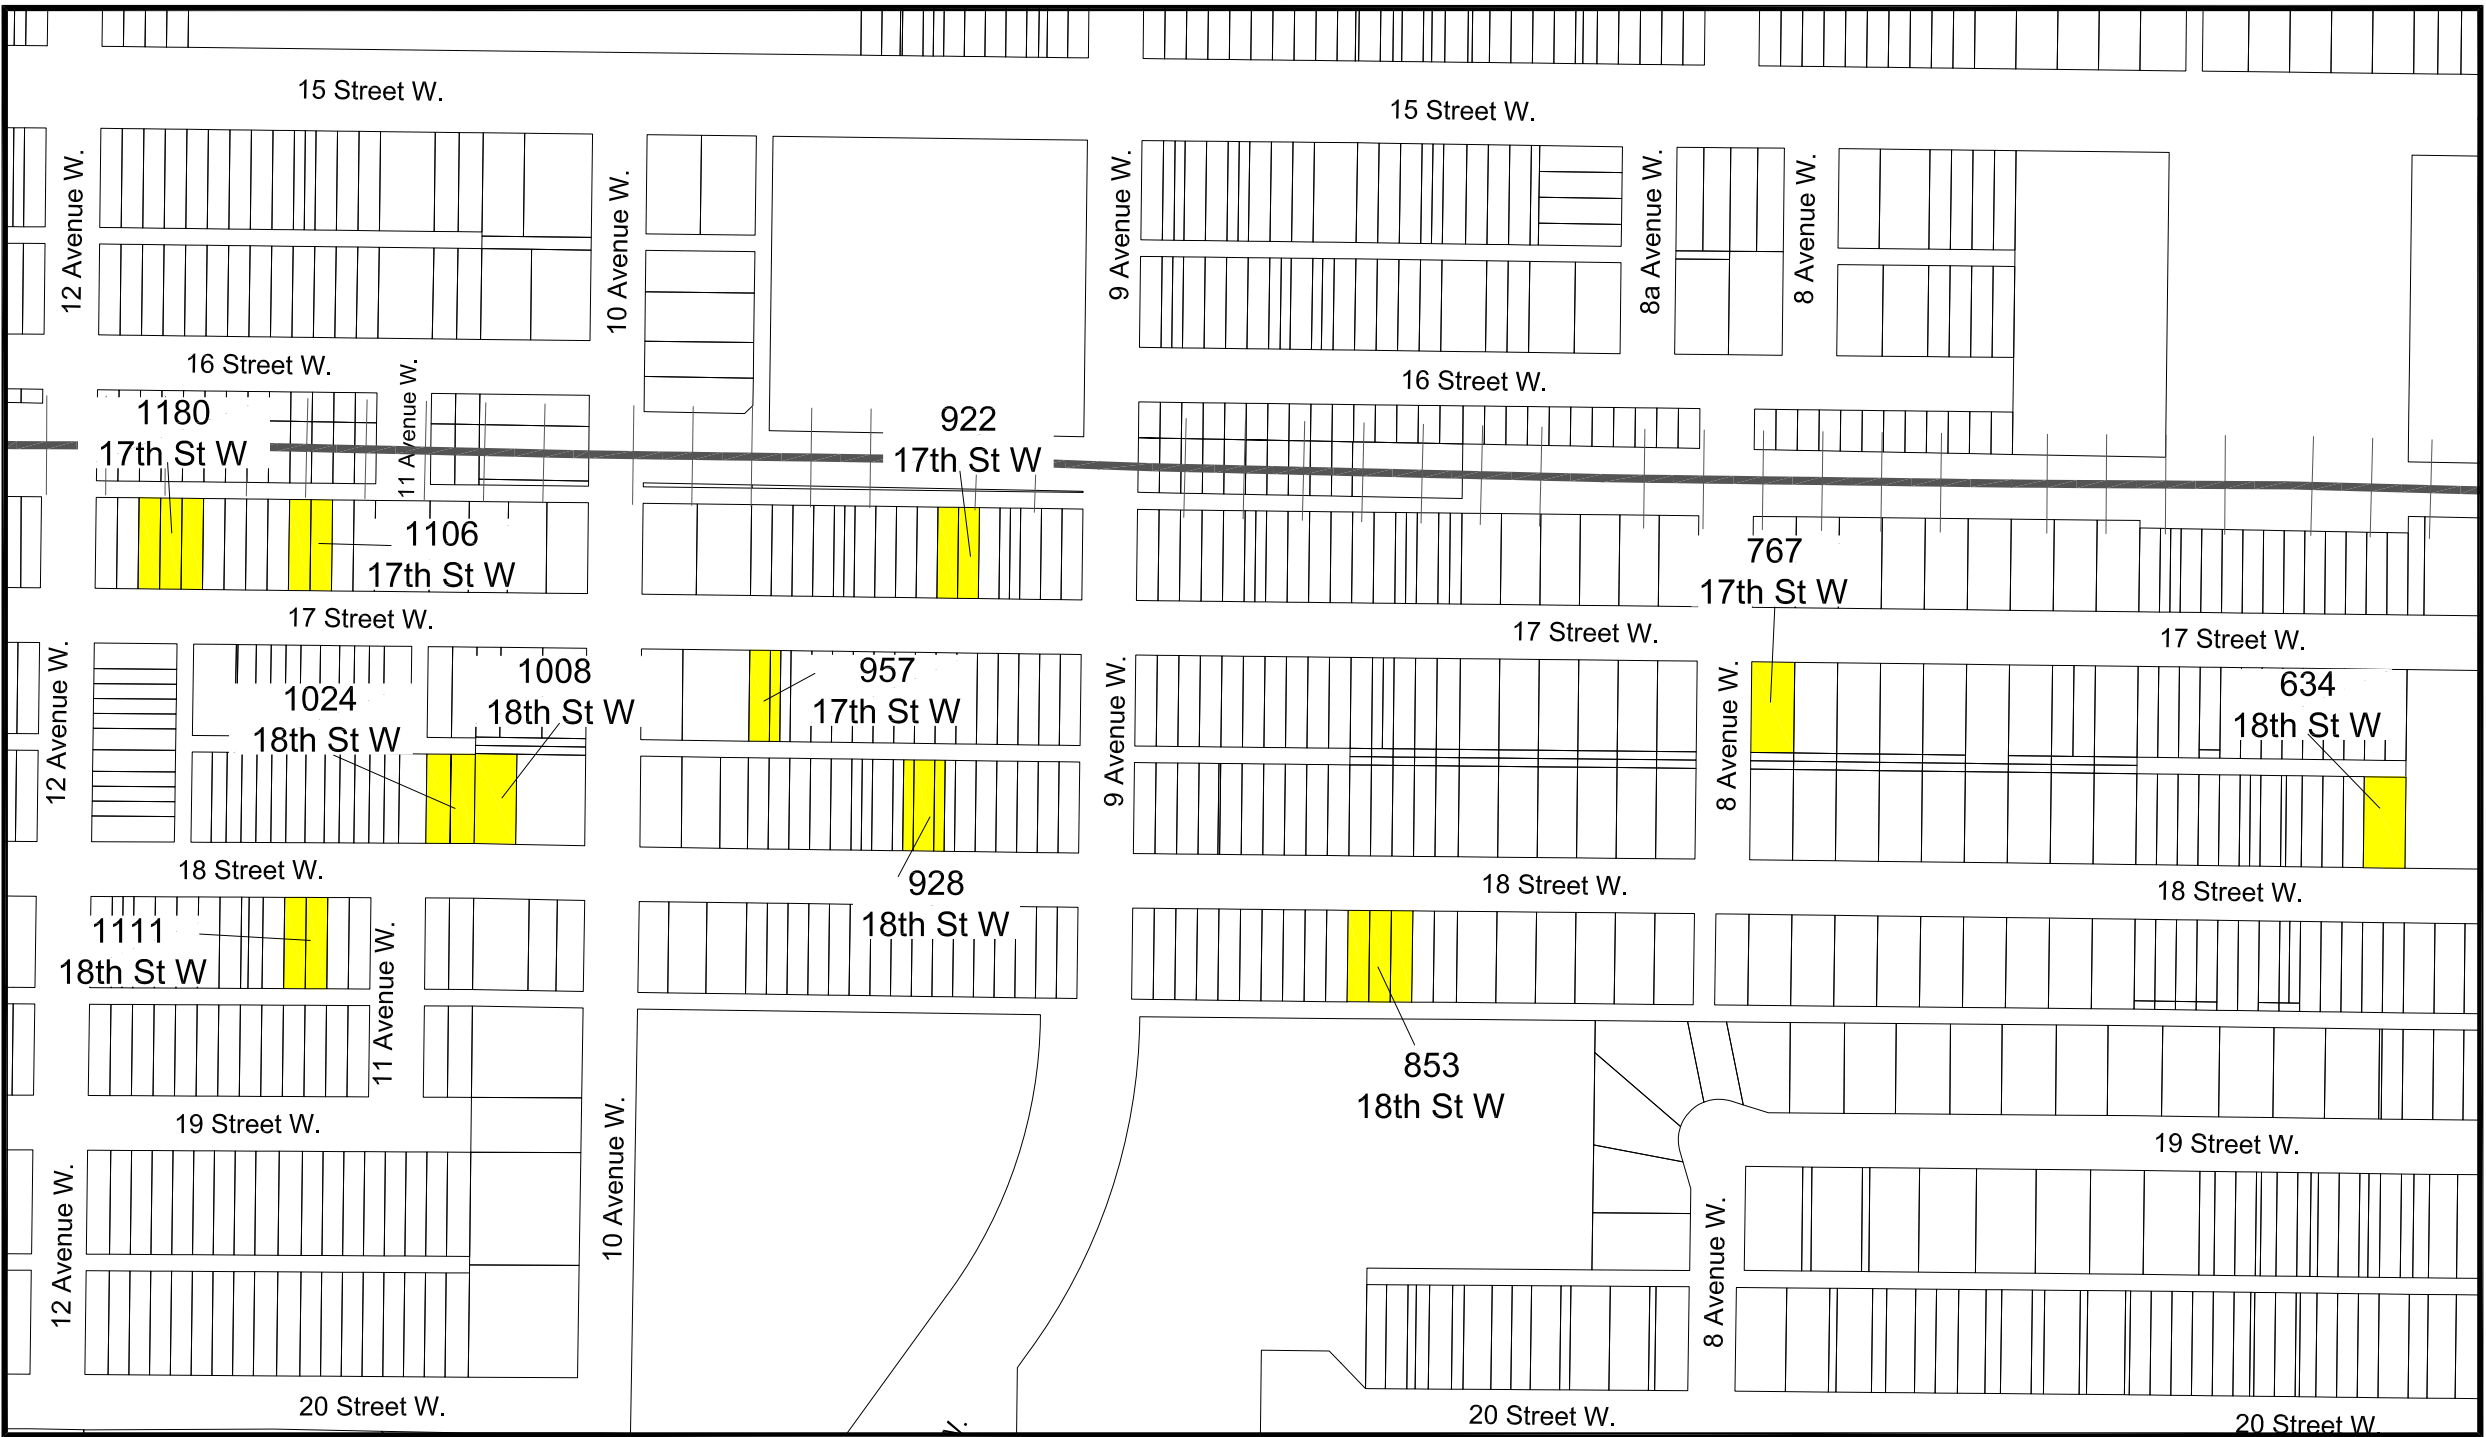 15 Street W.
15 Street W.
12 Avenue W.
10 Avenue W.
9 Avenue W.
8a Avenue W.
8 Avenue W.
16 Street W.
11 Avenue W.
16 Street W.
1180
17th St W
922
17th St W
1106
17th St W
767
17th St W
17 Street W.
17 Street W.
17 Street W.
12 Avenue W.
1024
18th St W
1008
18th St W
957
17th St W
9 Avenue W.
8 Avenue W.
634
18th St W
18 Street W.
928
18th St W
18 Street W.
18 Street W.
1111
18th St W
11 Avenue W.
853
18th St W
19 Street W.
19 Street W.
12 Avenue W.
10 Avenue W.
8 Avenue W.
20 Street W.
20 Street W.
20 Street W.